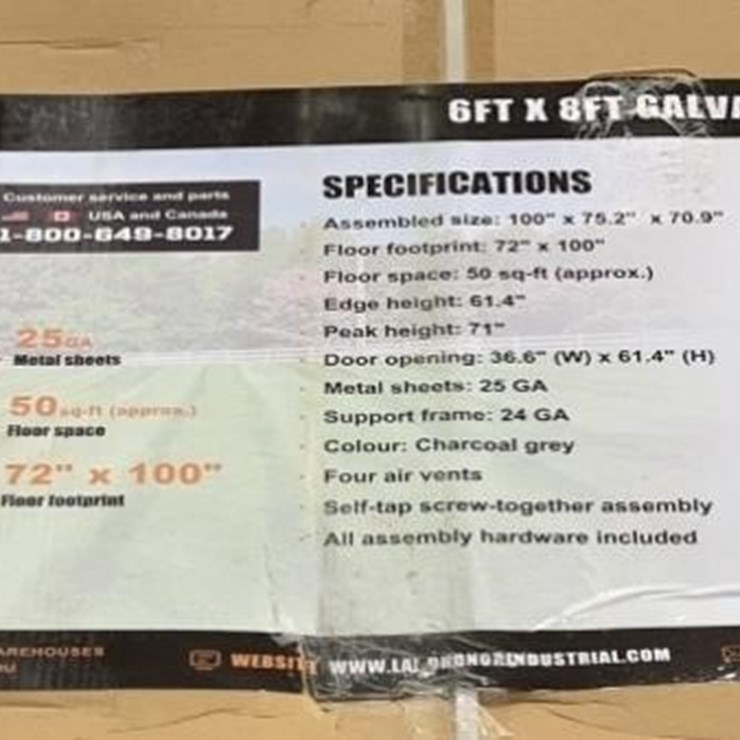 6FT X 8FT GALVA
Customer service and parts
USA and Canada
1-800-649-8017
25GA
Metal sheets
50 sq-ft (approx.)
Floor space
72" x 100"
Floor footprint
SPECIFICATIONS
Assembled size: 100" x 75.2" x 70.9"
Floor footprint: 72" x 100"
Floor space: 50 sq-ft (approx.)
Edge height: 61.4"
Peak height: 71"
Door opening: 36.6" (W) x 61.4" (H)
Metal sheets: 25 GA
Support frame: 24 GA
Colour: Charcoal grey
Four air vents
Self-tap screw-together assembly
All assembly hardware included
AREHOUSES
WEBSITE